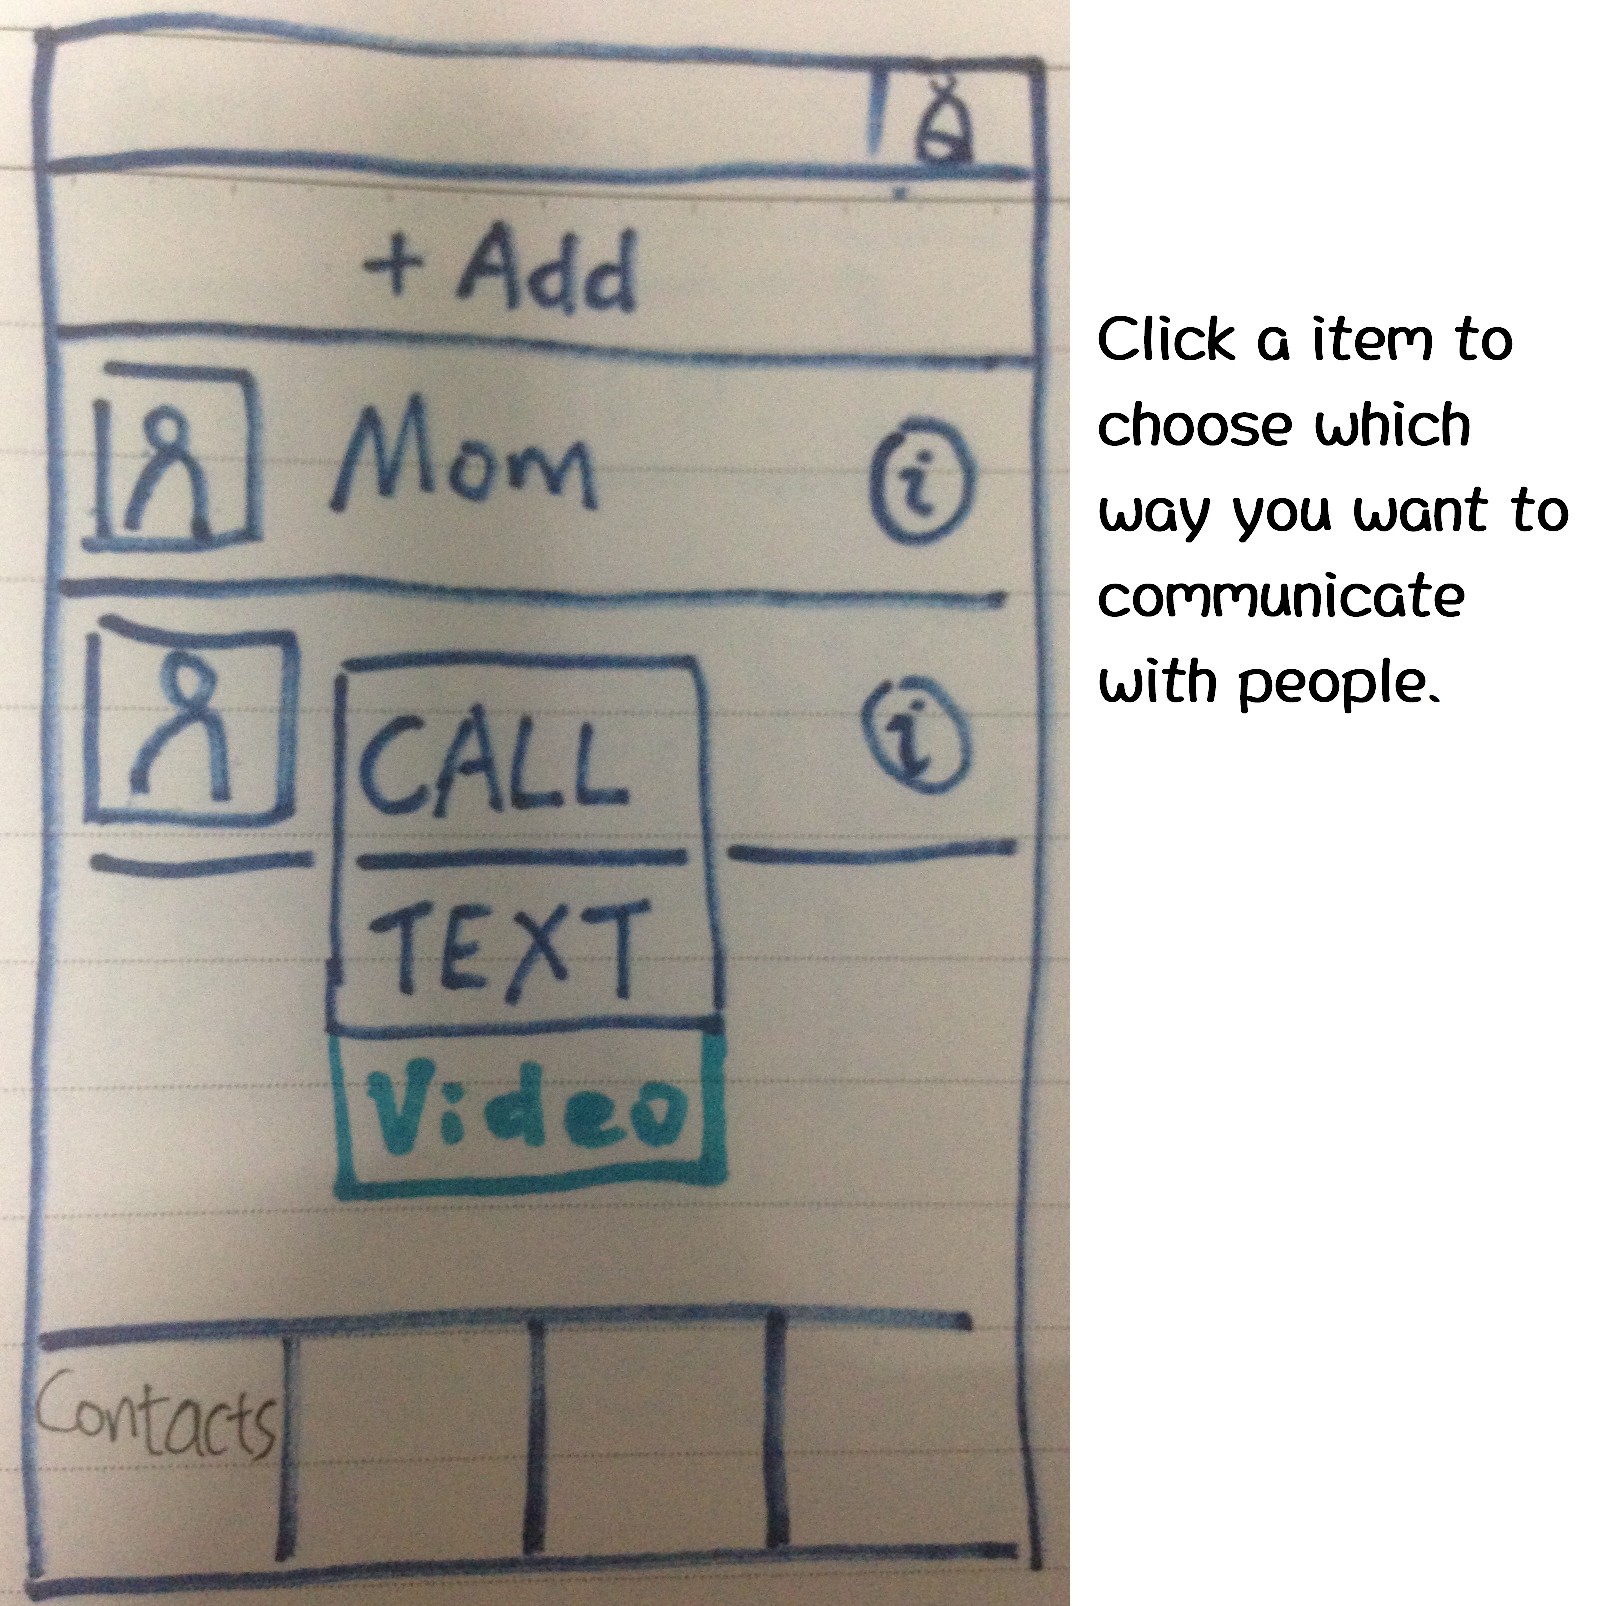 + Add
Mom
i
CALL
i
TEXT
Video
Contacts
Click a item to
choose which
way you want to
communicate
with people.